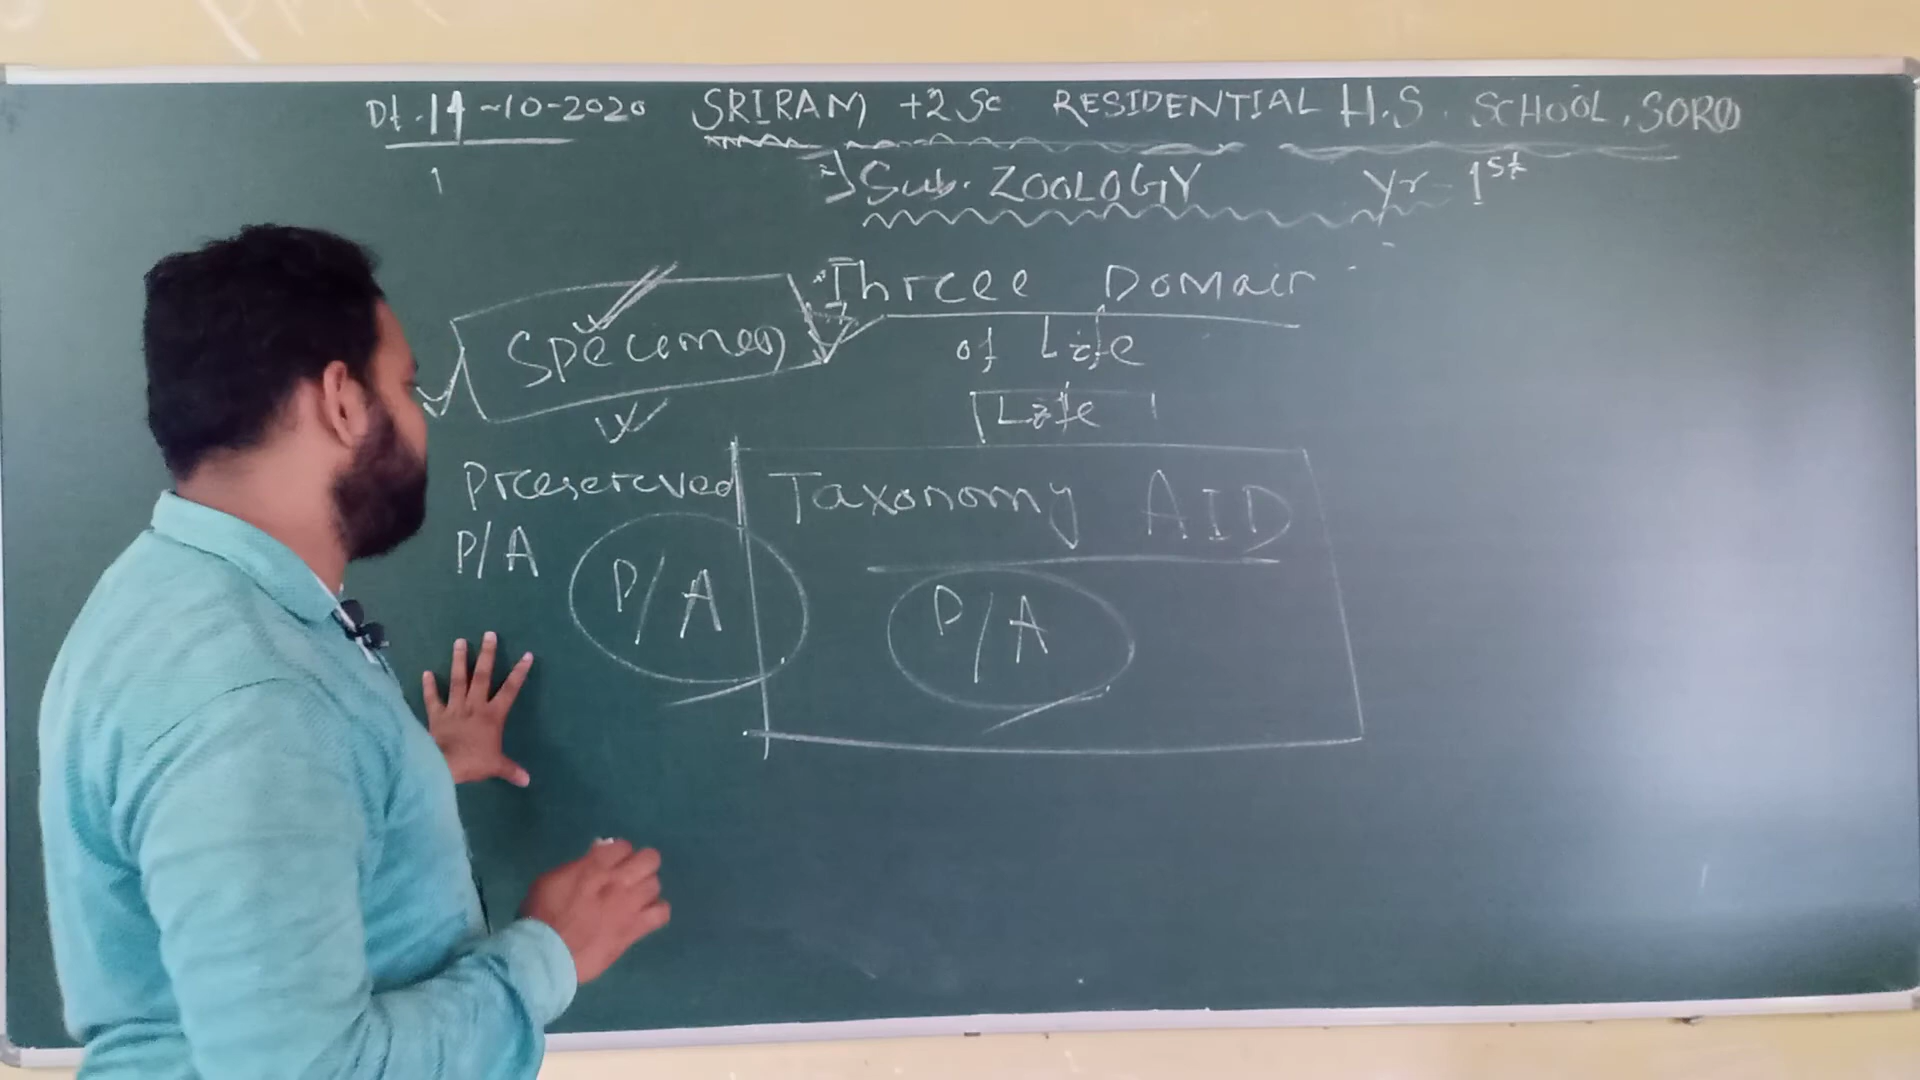 Dt.14-10-2020 SRIRAM +2 Sc RESIDENTIAL H.S. SCHOOL, SORO
1
Sub. ZOOLOGY Yr - 1st
Three Domain
Specimen
of Life
Life
Preserved
Taxonomy AID
P/A
P/A
P/A